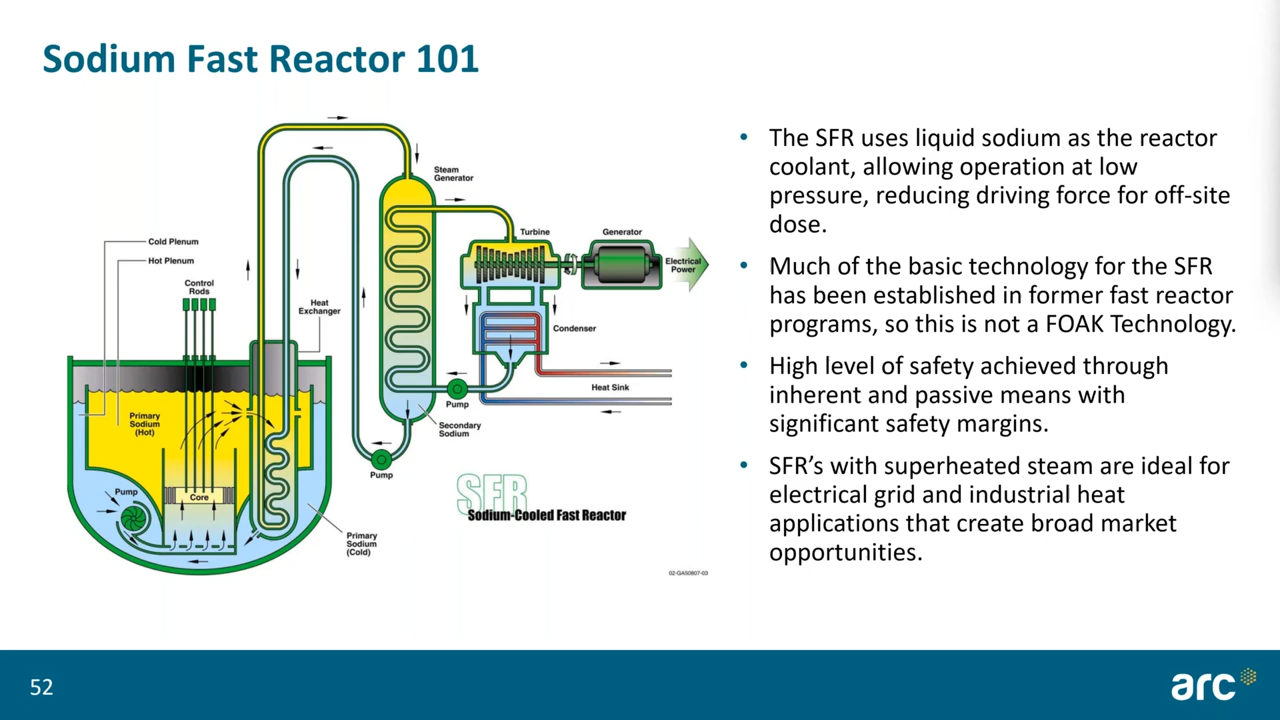 Sodium Fast Reactor 101
Steam
Generator
Turbine
Generator
Electrical
Power
Cold Plenum
Hot Plenum
Control
Rods
Heat
Exchanger
Condenser
Heat Sink
Pump
Primary
Sodium
(Hot)
Secondary
Sodium
Pump
Pump
Core
Primary
Sodium
(Cold)
SFR
Sodium-Cooled Fast Reactor
02-GA50807-03
• The SFR uses liquid sodium as the reactor
coolant, allowing operation at low
pressure, reducing driving force for off-site
dose.
• Much of the basic technology for the SFR
has been established in former fast reactor
programs, so this is not a FOAK Technology.
• High level of safety achieved through
inherent and passive means with
significant safety margins.
• SFR’s with superheated steam are ideal for
electrical grid and industrial heat
applications that create broad market
opportunities.
52
arc